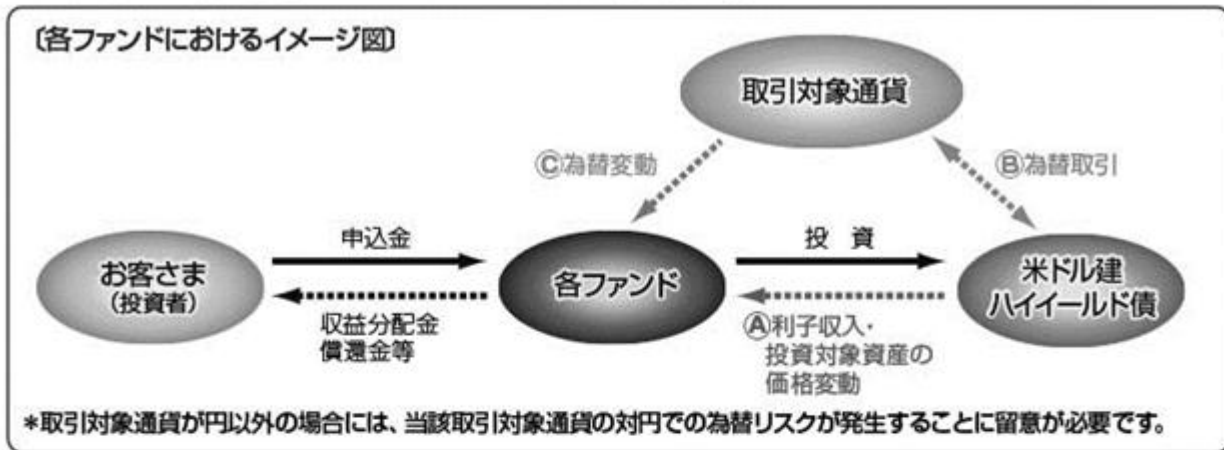 〔各ファンドにおけるイメージ図〕
取引対象通貨
Ⓒ為替変動
Ⓑ為替取引
お客さま
(投資者)
申込金
収益分配金
償還金等
各ファンド
投 資
Ⓐ利子収入・
投資対象資産の
価格変動
米ドル建
ハイイールド債
*取引対象通貨が円以外の場合には、当該取引対象通貨の対円での為替リスクが発生することに留意が必要です。